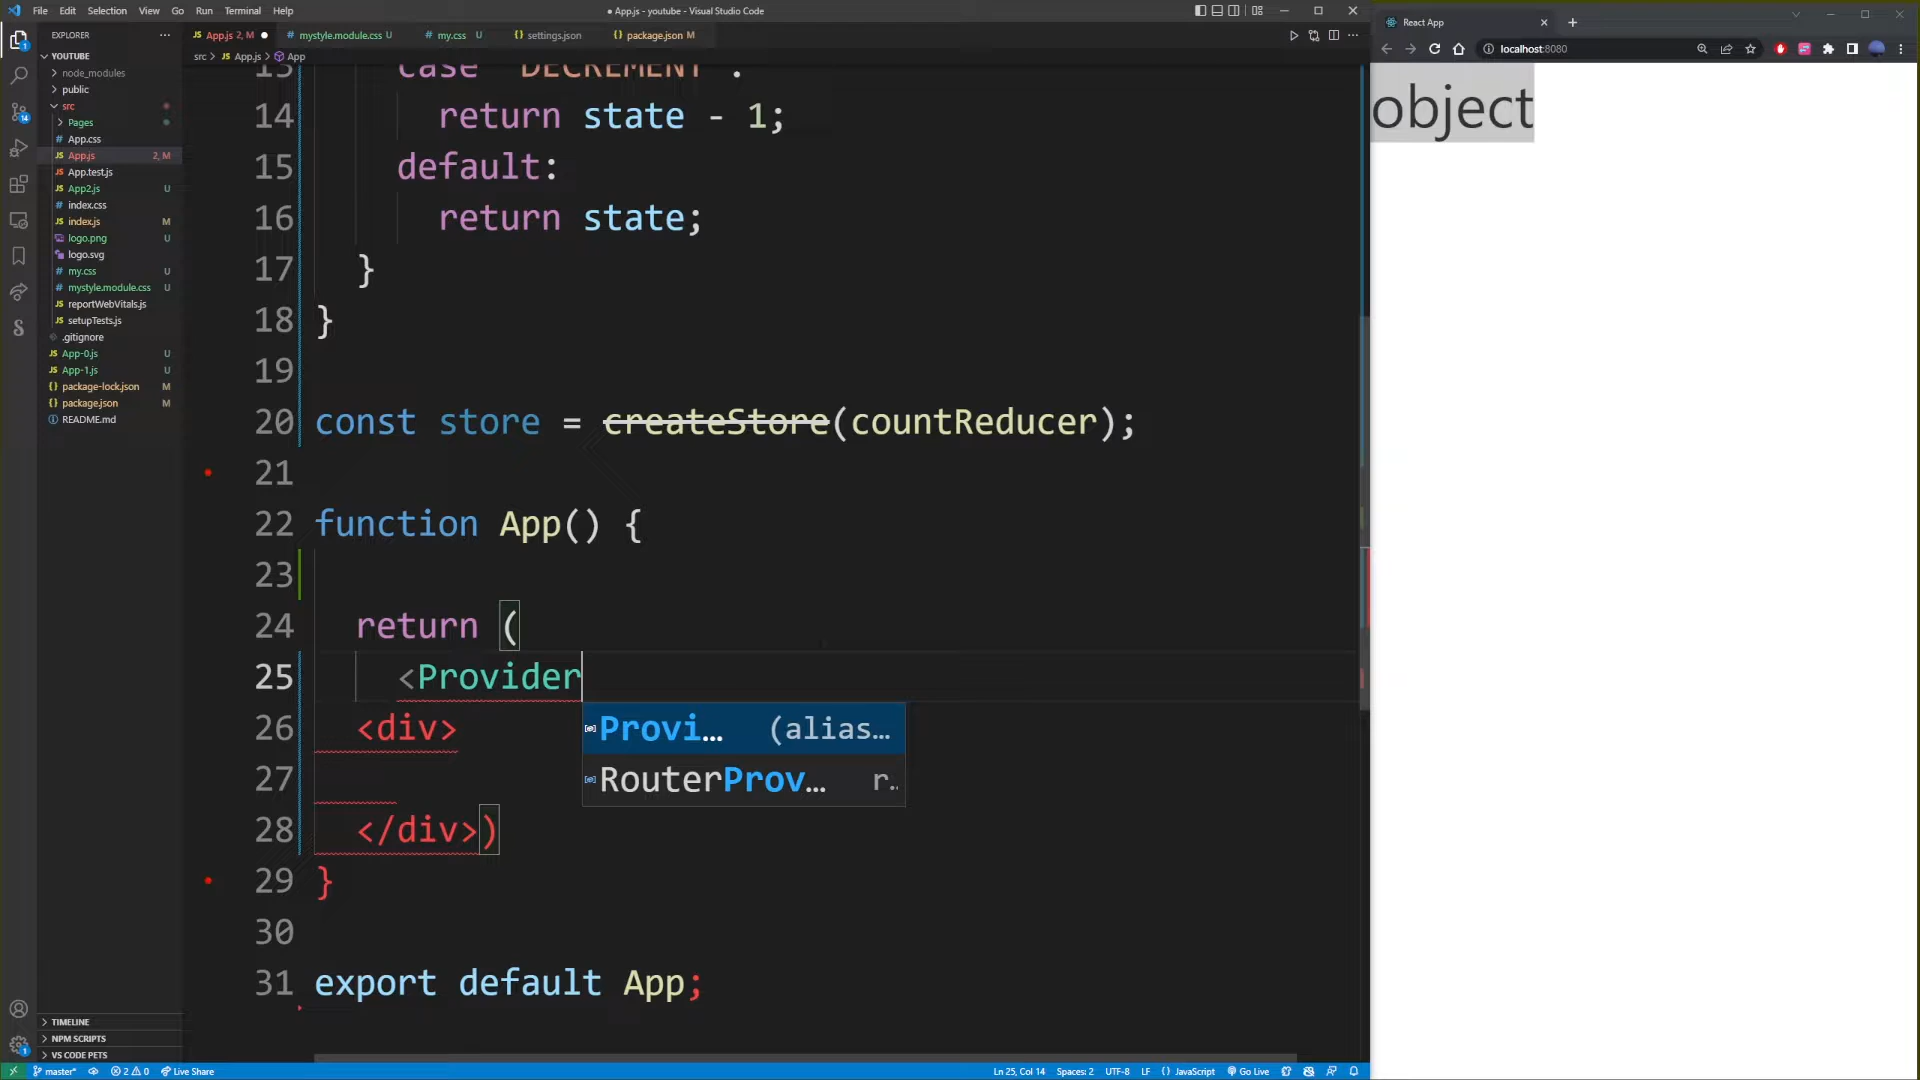 File Edit Selection View Go Run Terminal Help
● App.js - youtube - Visual Studio Code
EXPLORER
YOUTUBE
node_modules
public
src
Pages
App.css
App.js 2, M
App.test.js
App2.js U
index.css
index.js M
logo.png U
logo.svg
my.css U
mystyle.module.css U
reportWebVitals.js
setupTests.js
.gitignore
App-0.js U
App-1.js U
package-lock.json M
package.json M
README.md
TIMELINE
NPM SCRIPTS
VS CODE PETS
App.js 2, M ● mystyle.module.css U my.css U settings.json package.json M
src > App.js > App
13 case 'DECREMENT':
14 return state - 1;
15 default:
16 return state;
17 }
18 }
19
20 const store = createStore(countReducer);
21
22 function App() {
23
24 return (
25 <Provider
26 <div>
27
28 </div>)
29 }
30
31 export default App;
Provi… (alias…
RouterProv… r..
master* 2 0 Live Share
Ln 25, Col 14 Spaces: 2 UTF-8 LF {} JavaScript Go Live
React App
localhost:8080
object